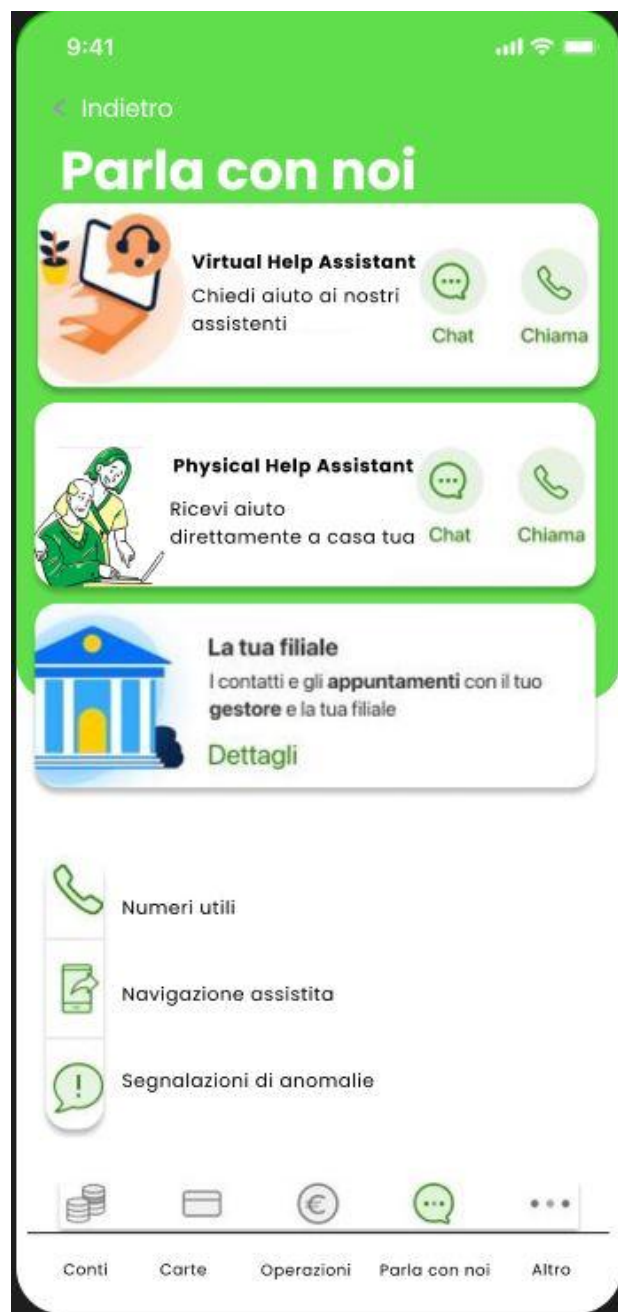 9:41
< Indietro
Parla con noi
Virtual Help Assistant
Chiedi aiuto ai nostri
assistenti
Chat
Chiama
Physical Help Assistant
Ricevi aiuto
direttamente a casa tua
Chat
Chiama
La tua filiale
I contatti e gli appuntamenti con il tuo
gestore e la tua filiale
Dettagli
Numeri utili
Navigazione assistita
Segnalazioni di anomalie
Conti
Carte
Operazioni
Parla con noi
Altro